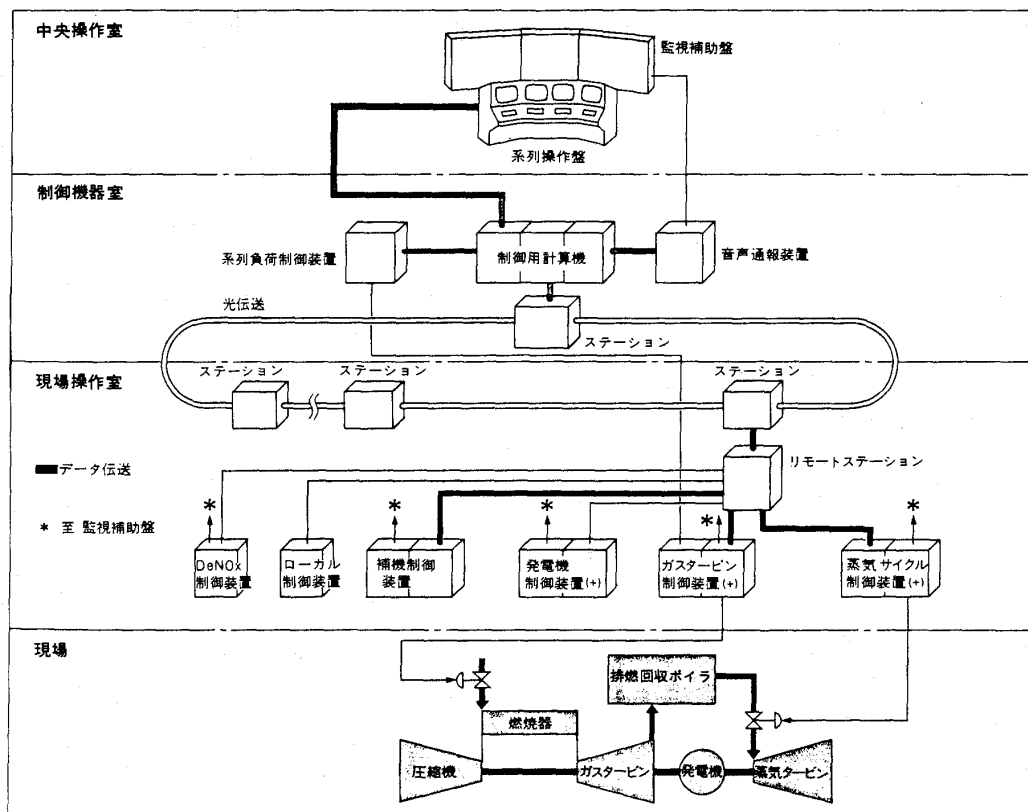 中央操作室
監視補助盤
系列操作盤
制御機器室
系列負荷制御装置
制御用計算機
音声通報装置
光伝送
ステーション
現場操作室
ステーション
ステーション
ステーション
データ伝送
リモートステーション
* 至 監視補助盤
*
*
*
*
*
DeNOx
制御装置
ローカル
制御装置
補機制御
装置
発電機
制御装置(+)
ガスタービン
制御装置(+)
蒸気サイクル
制御装置(+)
現場
排燃回収ボイラ
燃焼器
圧縮機
ガスタービン
発電機
蒸気タービン